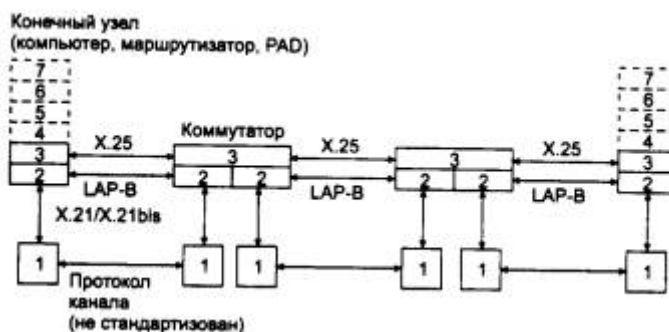 Конечный узел
(компьютер, маршрутизатор, PAD)
7
6
5
4
3
2
X.25
LAP-B
X.21/X.21bis
Коммутатор
3
2 2
X.25
LAP-B
3
2 2
X.25
LAP-B
7
6
5
4
3
2
1 1 1 1 1 1
Протокол
канала
(не стандартизован)